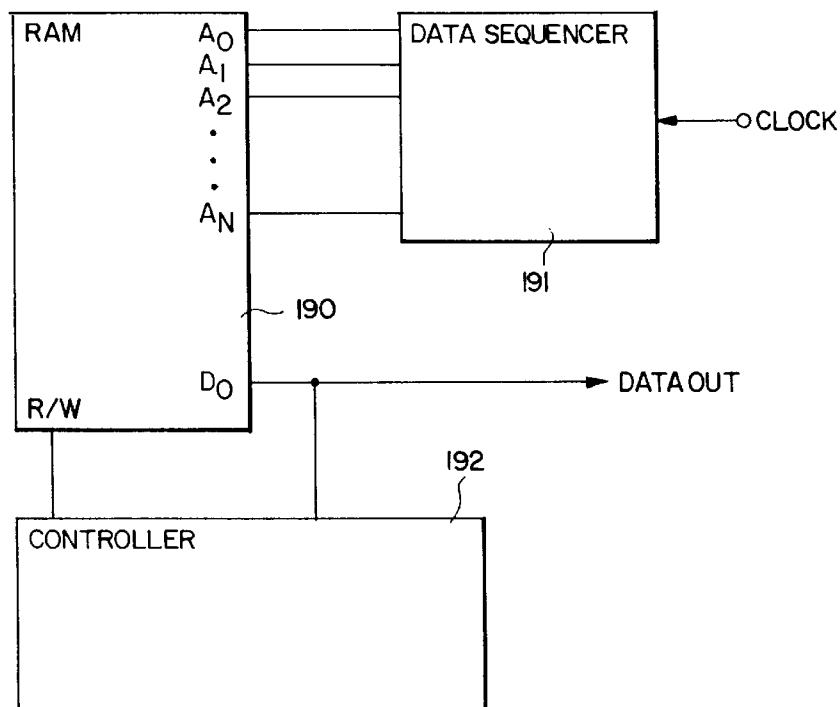 RAM
A0
A1
A2
.
.
.
AN
DATA SEQUENCER
CLOCK
191
190
D0
DATA OUT
R/W
192
CONTROLLER